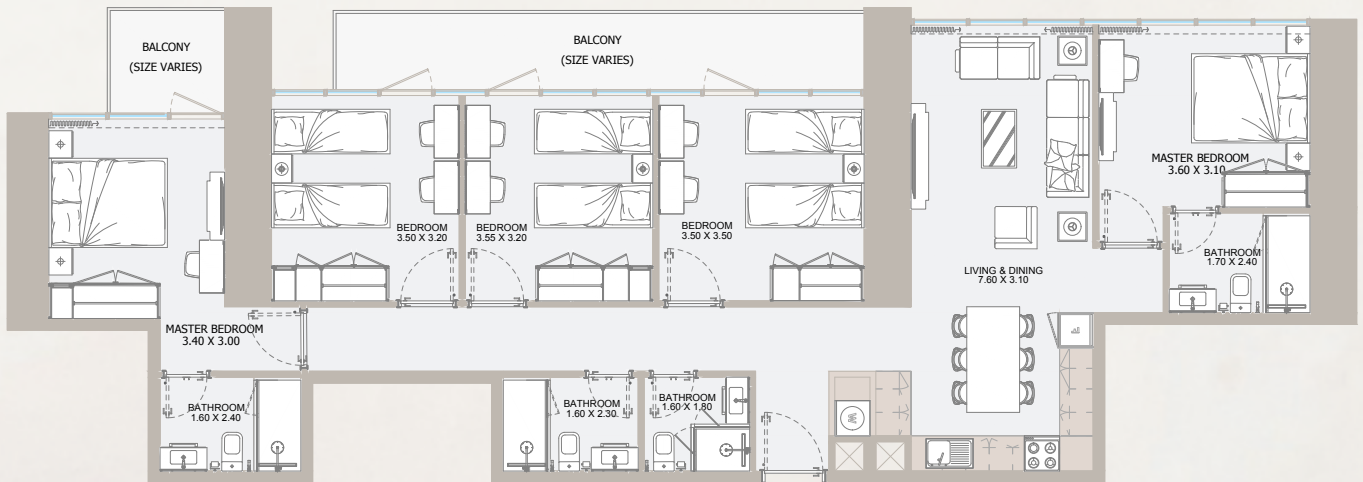 BALCONY
(SIZE VARIES)
BALCONY
(SIZE VARIES)
MASTER BEDROOM
3.60 X 3.10
BEDROOM
3.50 X 3.20
BEDROOM
3.55 X 3.20
BEDROOM
3.50 X 3.50
BATHROOM
1.70 X 2.40
LIVING & DINING
7.60 X 3.10
MASTER BEDROOM
3.40 X 3.00
BATHROOM
1.60 X 2.40
BATHROOM
1.60 X 2.30
BATHROOM
1.60 X 1.80
W